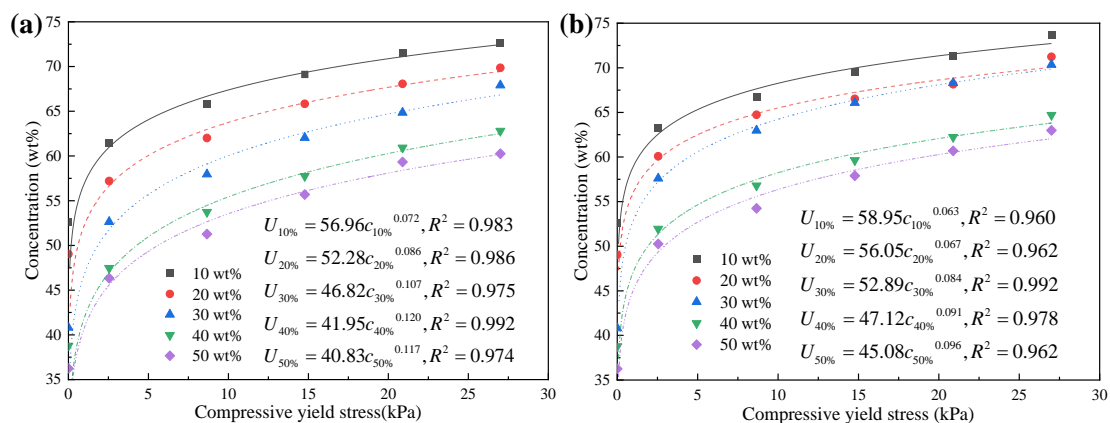 (a)
75
70
65
60
55
50
45
40
35
Concentration (wt%)
10 wt%
20 wt%
30 wt%
40 wt%
50 wt%
U10% = 56.96c10%^0.072, R² = 0.983
U20% = 52.28c20%^0.086, R² = 0.986
U30% = 46.82c30%^0.107, R² = 0.975
U40% = 41.95c40%^0.120, R² = 0.992
U50% = 40.83c50%^0.117, R² = 0.974
0 5 10 15 20 25 30
Compressive yield stress(kPa)
(b)
75
70
65
60
55
50
45
40
35
Concentration (wt%)
10 wt%
20 wt%
30 wt%
40 wt%
50 wt%
U10% = 58.95c10%^0.063, R² = 0.960
U20% = 56.05c20%^0.067, R² = 0.962
U30% = 52.89c30%^0.084, R² = 0.992
U40% = 47.12c40%^0.091, R² = 0.978
U50% = 45.08c50%^0.096, R² = 0.962
0 5 10 15 20 25 30
Compressive yield stress (kPa)